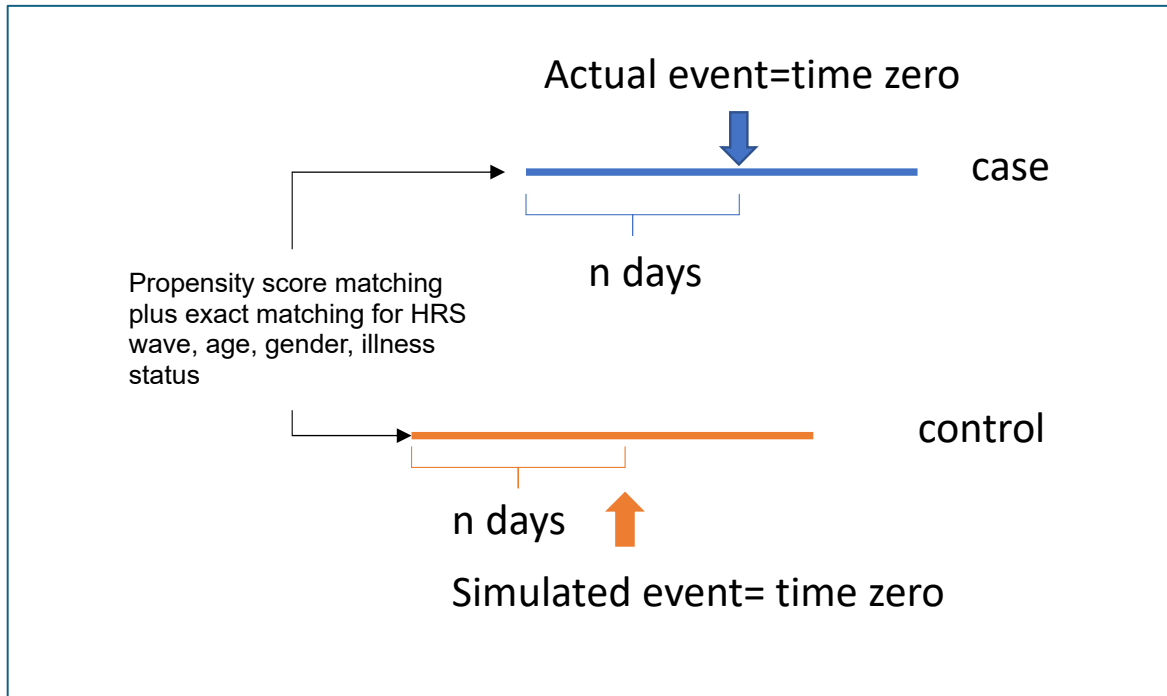 Actual event=time zero
case
n days
Propensity score matching
plus exact matching for HRS
wave, age, gender, illness
status
control
n days
Simulated event= time zero